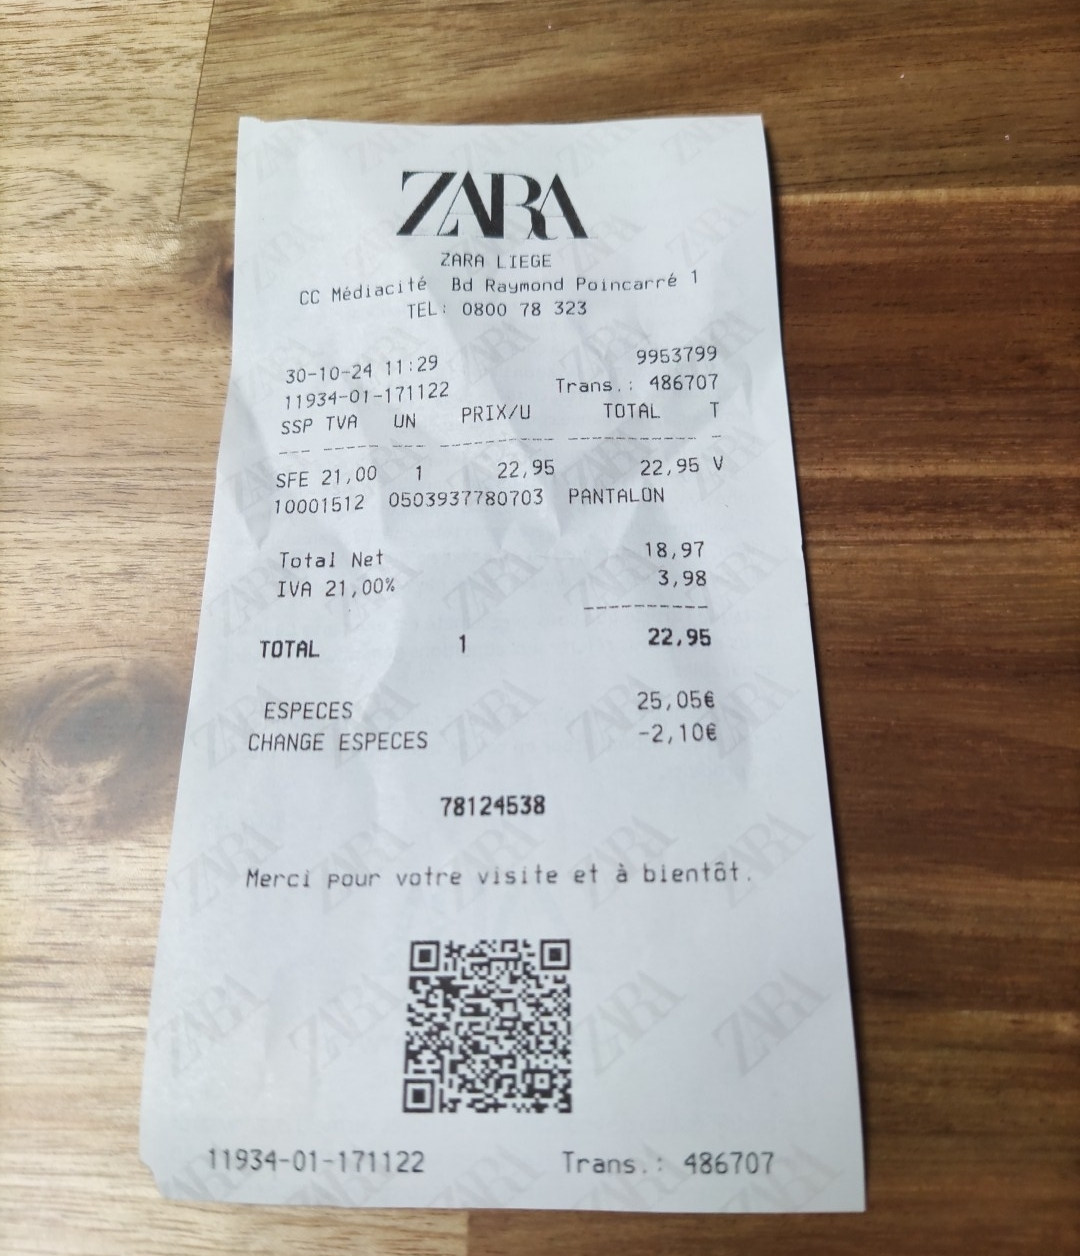 ZARA
ZARA LIEGE
CC Médiacité Bd Raymond Poincarré 1
TEL: 0800 78 323
30-10-24 11:29 9953799
11934-01-171122 Trans.: 486707
SSP TVA UN PRIX/U TOTAL T
--- ----- --- --------- ----------- -
SFE 21,00 1 22,95 22,95 V
10001512 0503937780703 PANTALON
Total Net 18,97
IVA 21,00% 3,98
----------
TOTAL 1 22,95
ESPECES 25,05€
CHANGE ESPECES -2,10€
78124538
Merci pour votre visite et à bientôt.
11934-01-171122 Trans.: 486707